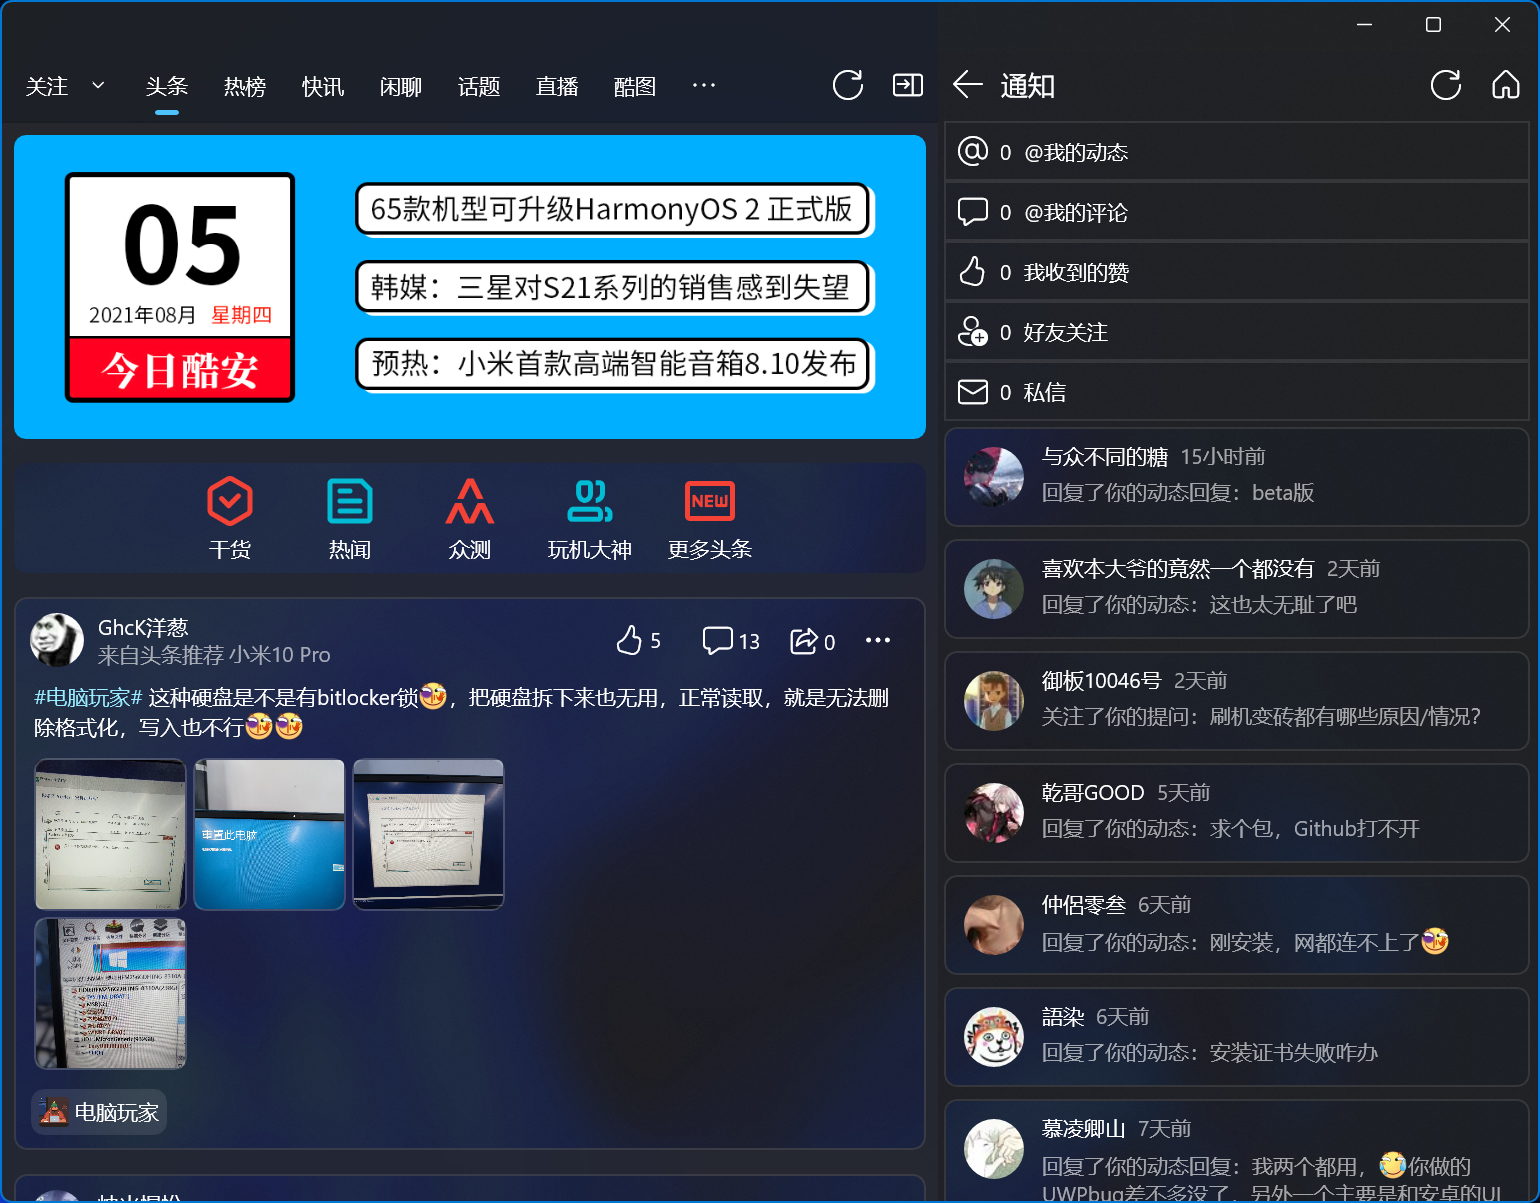 关注 头条 热榜 快讯 闲聊 话题 直播 酷图 ···
05
2021年08月 星期四
今日酷安
65款机型可升级HarmonyOS 2 正式版
韩媒：三星对S21系列的销售感到失望
预热：小米首款高端智能音箱8.10发布
干货 热闻 众测 玩机大神 NEW 更多头条
GhcK洋葱
来自头条推荐 小米10 Pro
5 13 0
#电脑玩家# 这种硬盘是不是有bitlocker锁，把硬盘拆下来也无用，正常读取，就是无法删
除格式化，写入也不行
重置此电脑
电脑玩家
通知
0 @我的动态
0 @我的评论
0 我收到的赞
0 好友关注
0 私信
与众不同的糖 15小时前
回复了你的动态回复：beta版
喜欢本大爷的竟然一个都没有 2天前
回复了你的动态：这也太无耻了吧
御板10046号 2天前
关注了你的提问：刷机变砖都有哪些原因/情况？
乾哥GOOD 5天前
回复了你的动态：求个包，Github打不开
仲侣零叁 6天前
回复了你的动态：刚安装，网都连不上了
語染 6天前
回复了你的动态：安装证书失败咋办
慕凌卿山 7天前
回复了你的动态回复：我两个都用，你做的
UWPbug差不多没了，另外一个主要是和安卓的UI